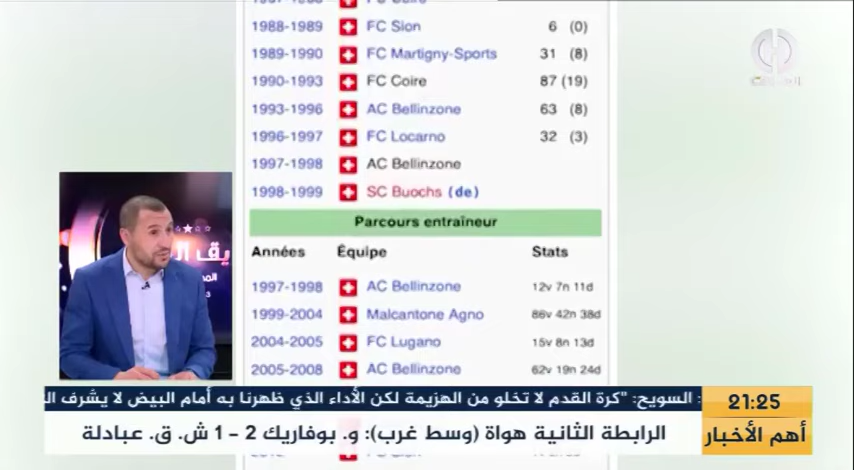 1988-1989 FC Sion 6 (0)
1989-1990 FC Martigny-Sports 31 (8)
1990-1993 FC Coire 87 (19)
1993-1996 AC Bellinzone 63 (8)
1996-1997 FC Locarno 32 (3)
1997-1998 AC Bellinzone
1998-1999 SC Buochs (de)
Parcours entraîneur
Années Équipe Stats
1997-1998 AC Bellinzone 12v 7n 11d
1999-2004 Malcantone Agno 86v 42n 38d
2004-2005 FC Lugano 15v 8n 13d
2005-2008 AC Bellinzone 62v 19n 24d
السويح: "كرة القدم لا تخلو من الهزيمة لكن الأداء الذي ظهرنا به أمام البيض لا يشرف
21:25
أهم الأخبار
الرابطة الثانية هواة (وسط غرب): و. بوفاريك 2 - 1 ش. ق. عبادلة